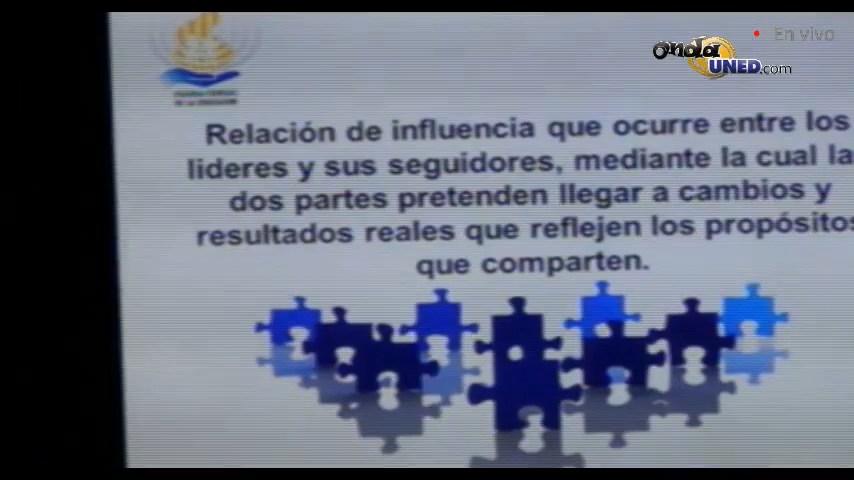 En vivo
onda
UNED.com
Relación de influencia que ocurre entre los
lideres y sus seguidores, mediante la cual la
dos partes pretenden llegar a cambios y
resultados reales que reflejen los propósitos
que comparten.